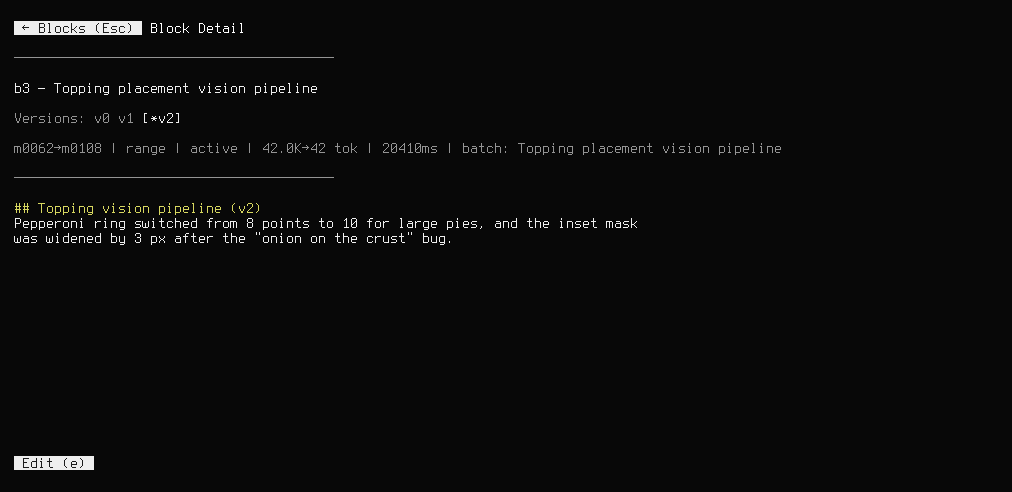 ← Blocks (Esc) Block Detail
b3 — Topping placement vision pipeline
Versions: v0 v1 [*v2]
m0062→m0108 | range | active | 42.0K→42 tok | 20410ms | batch: Topping placement vision pipeline
## Topping vision pipeline (v2)
Pepperoni ring switched from 8 points to 10 for large pies, and the inset mask
was widened by 3 px after the "onion on the crust" bug.
Edit (e)